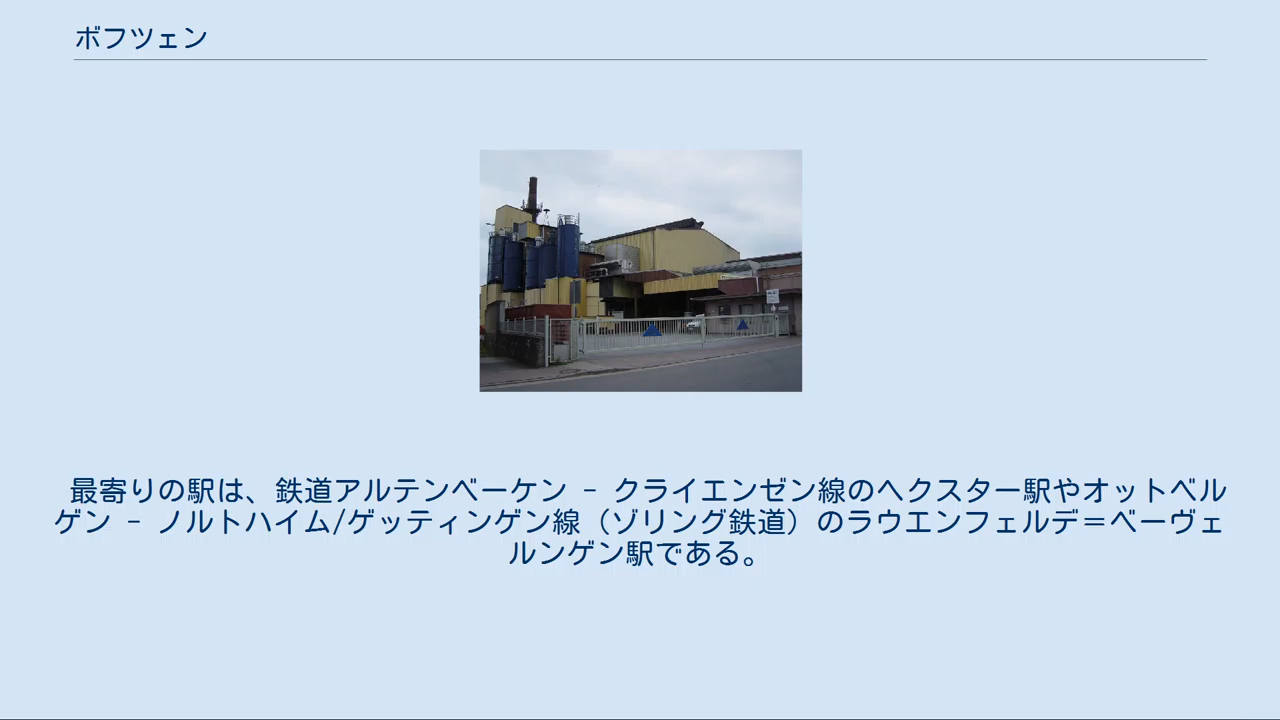 ボフツェン
最寄りの駅は、鉄道アルテンベーケン - クライエンゼン線のヘクスター駅やオットベル
ゲン - ノルトハイム/ゲッティンゲン線（ゾリング鉄道）のラウエンフェルデ＝ベーヴェ
ルンゲン駅である。